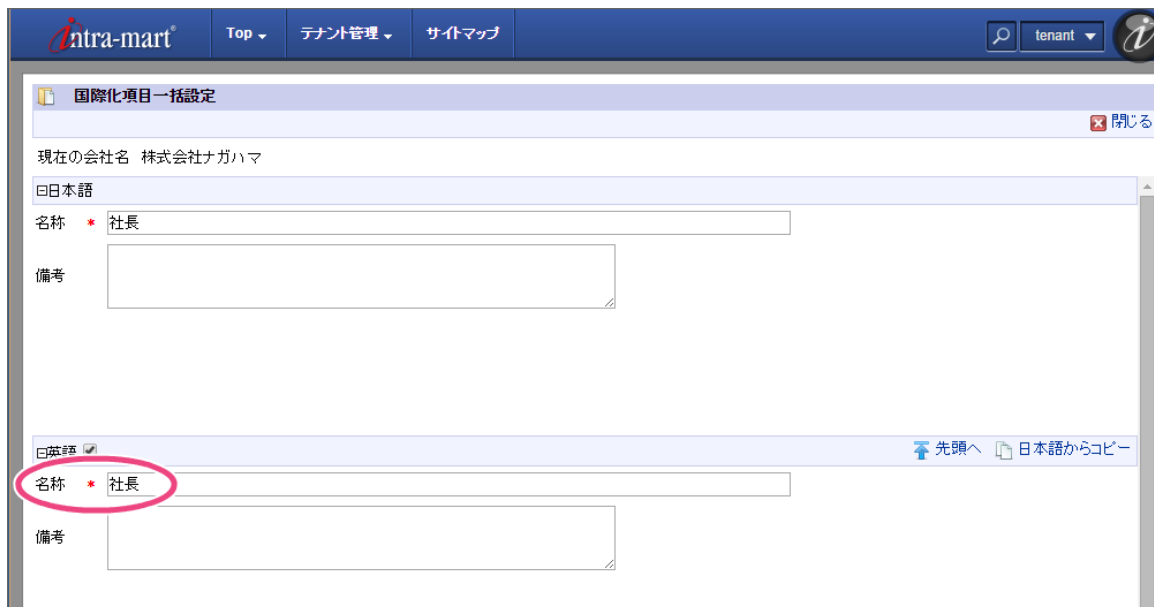 intra-mart® Top テナント管理 サイトマップ tenant
国際化項目一括設定
閉じる
現在の会社名 株式会社ナガハマ
日本語
名称 * 社長
備考
英語 先頭へ 日本語からコピー
名称 * 社長
備考